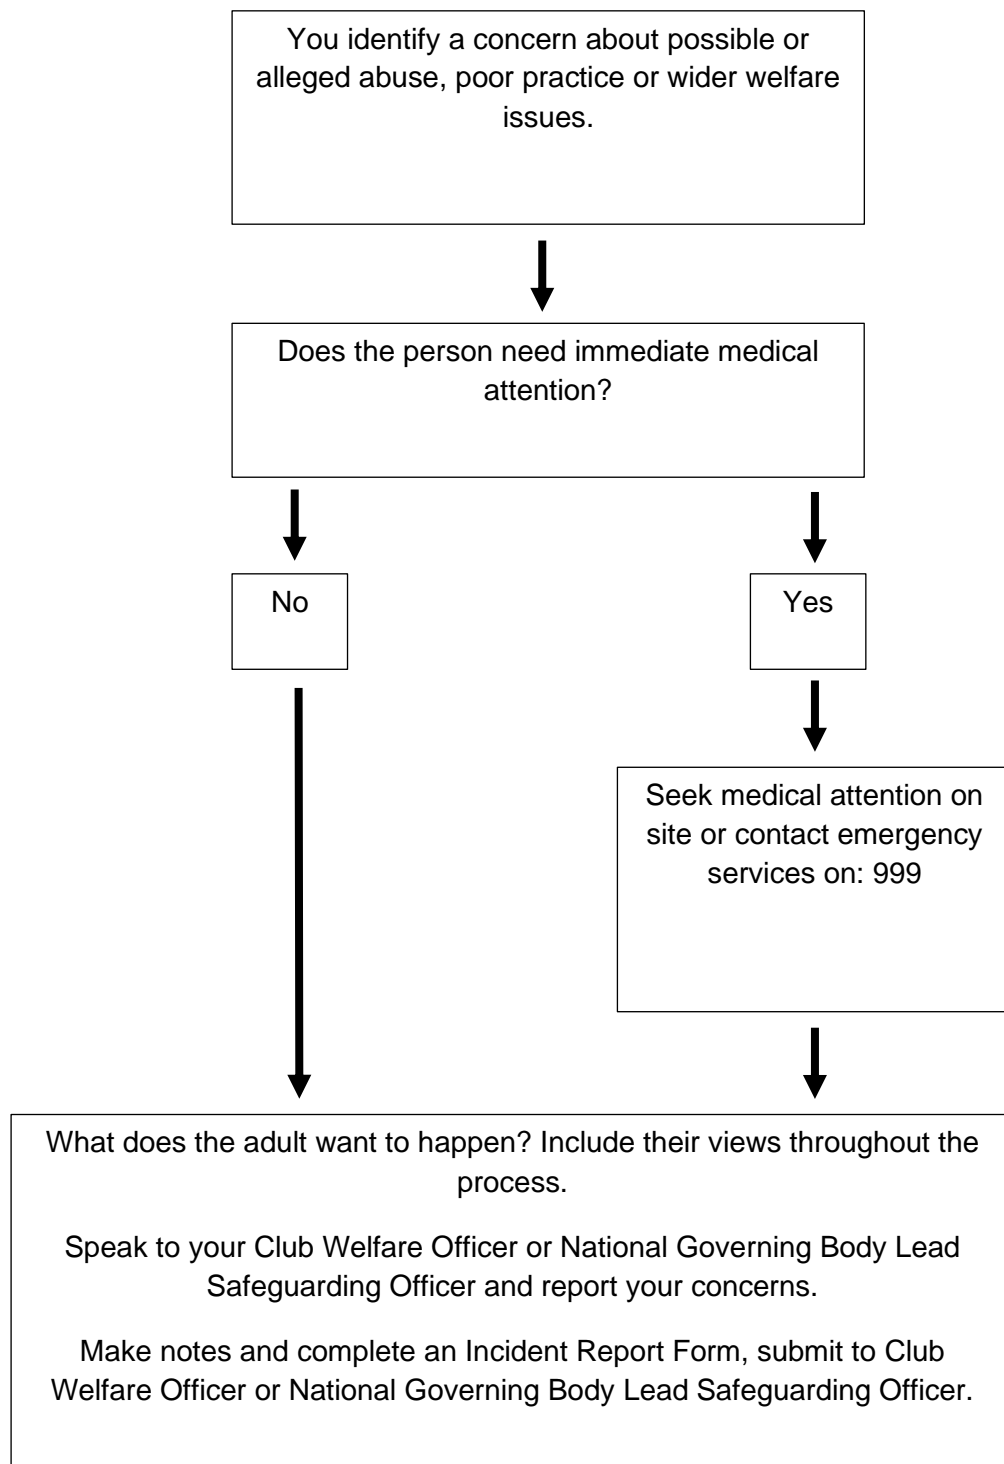 You identify a concern about possible or
alleged abuse, poor practice or wider welfare
issues.
Does the person need immediate medical
attention?
No
Yes
Seek medical attention on
site or contact emergency
services on: 999
What does the adult want to happen? Include their views throughout the
process.
Speak to your Club Welfare Officer or National Governing Body Lead
Safeguarding Officer and report your concerns.
Make notes and complete an Incident Report Form, submit to Club
Welfare Officer or National Governing Body Lead Safeguarding Officer.